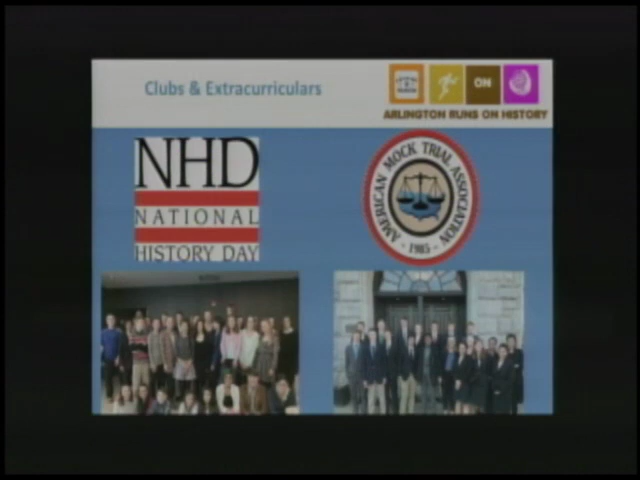 Clubs & Extracurriculars
ON
ARLINGTON RUNS ON HISTORY
NHD
NATIONAL
HISTORY DAY
AMERICAN MOCK TRIAL ASSOCIATION
- 1985 -